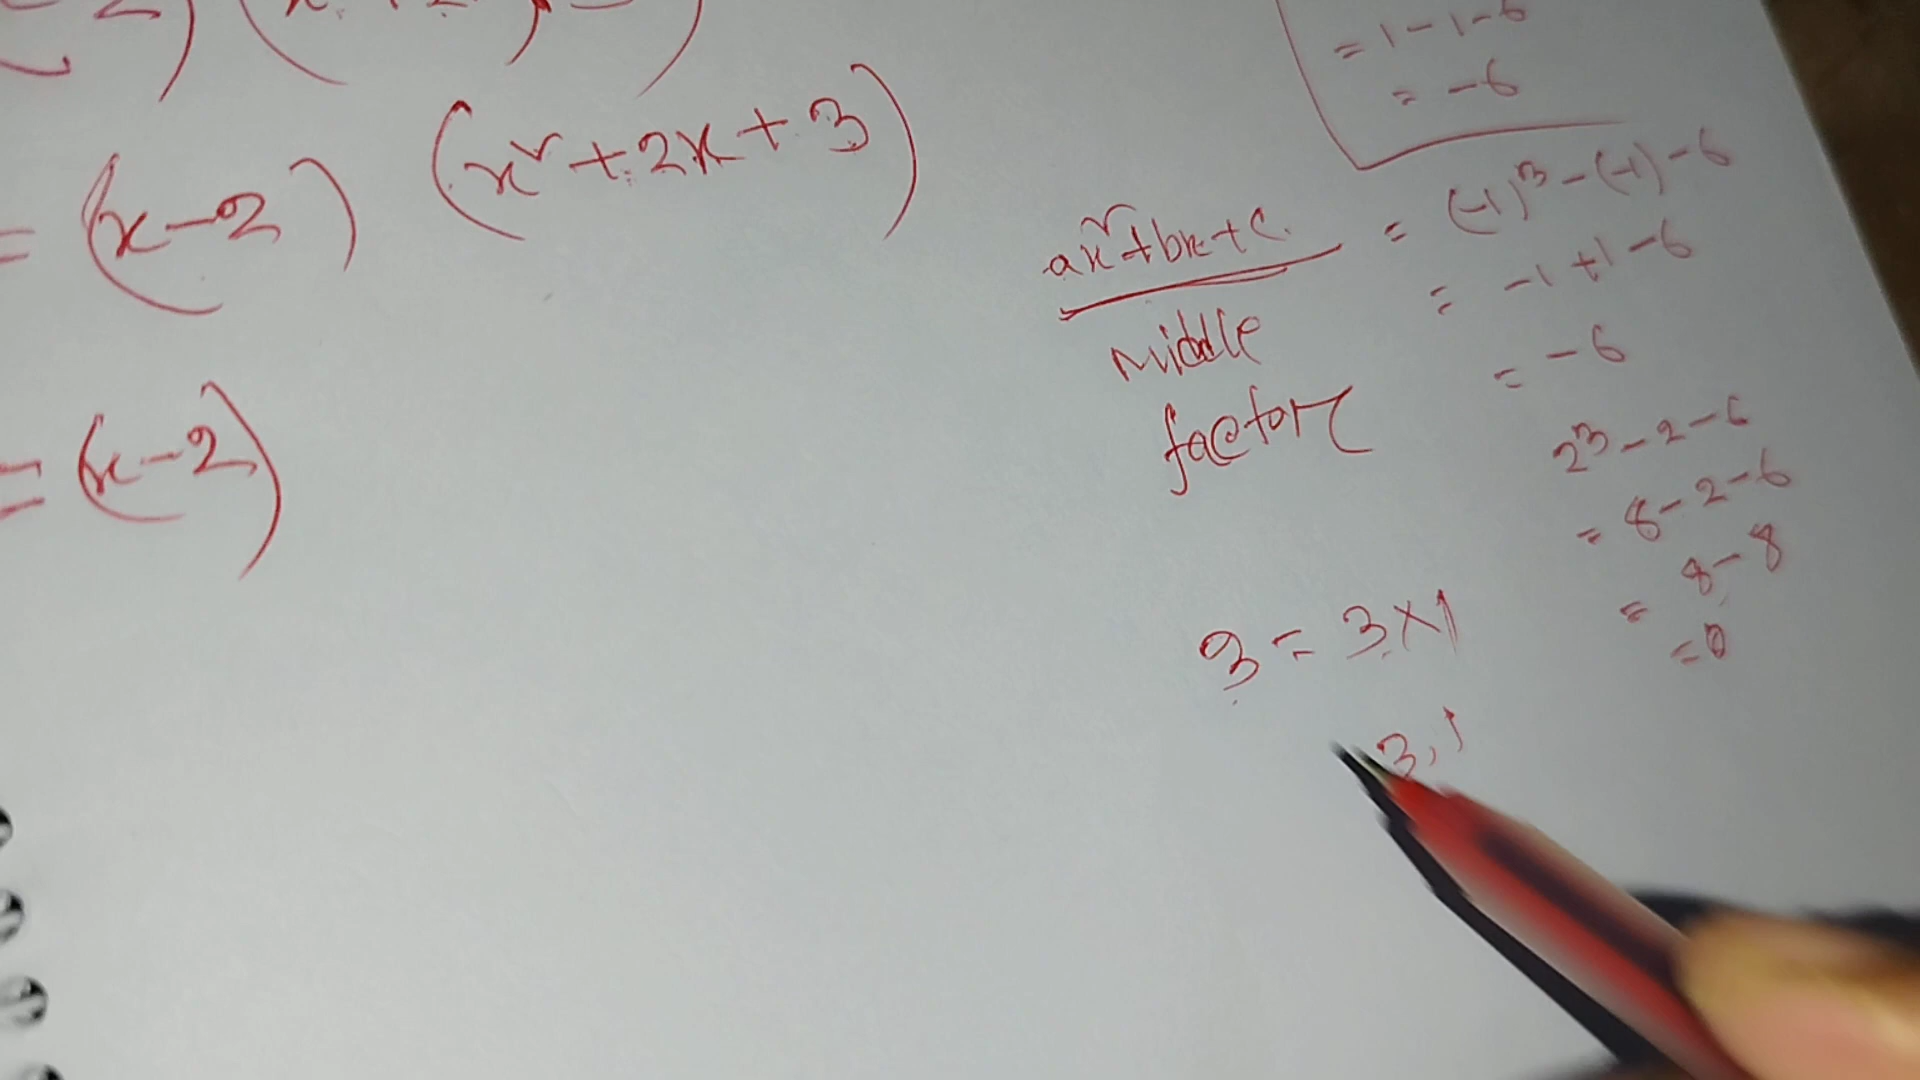 = (x-2) (x²+2x+3)
= (x-2)
= 1-1-6
= -6
ax²+bx+c
middle
factor
= (-1)³-(-1)-6
= -1+1-6
= -6
2³-2-6
= 8-2-6
= 8-8
= 0
3 = 3×1
3,1